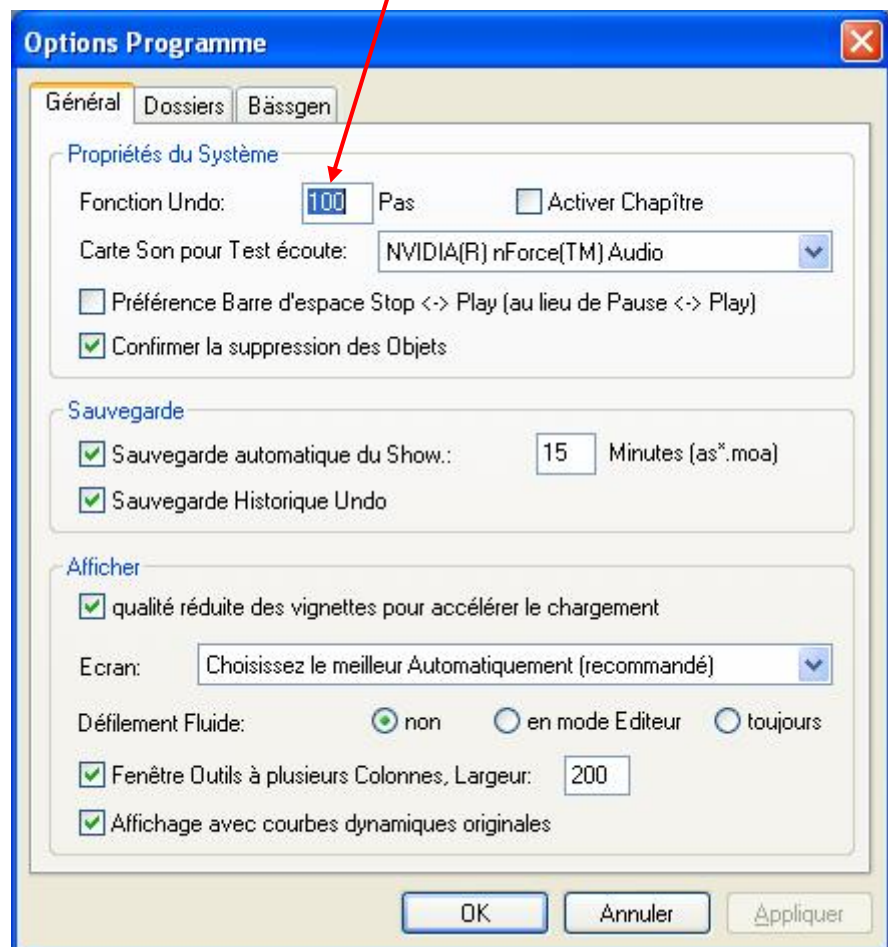 Options Programme
Général Dossiers Bässgen
Propriétés du Système
Fonction Undo: 100 Pas Activer Chapître
Carte Son pour Test écoute: NVIDIA(R) nForce(TM) Audio
Préférence Barre d'espace Stop <-> Play (au lieu de Pause <-> Play)
Confirmer la suppression des Objets
Sauvegarde
Sauvegarde automatique du Show.: 15 Minutes (as*.moa)
Sauvegarde Historique Undo
Afficher
qualité réduite des vignettes pour accélérer le chargement
Ecran: Choisissez le meilleur Automatiquement (recommandé)
Défilement Fluide: non en mode Editeur toujours
Fenêtre Outils à plusieurs Colonnes, Largeur: 200
Affichage avec courbes dynamiques originales
OK Annuler Appliquer